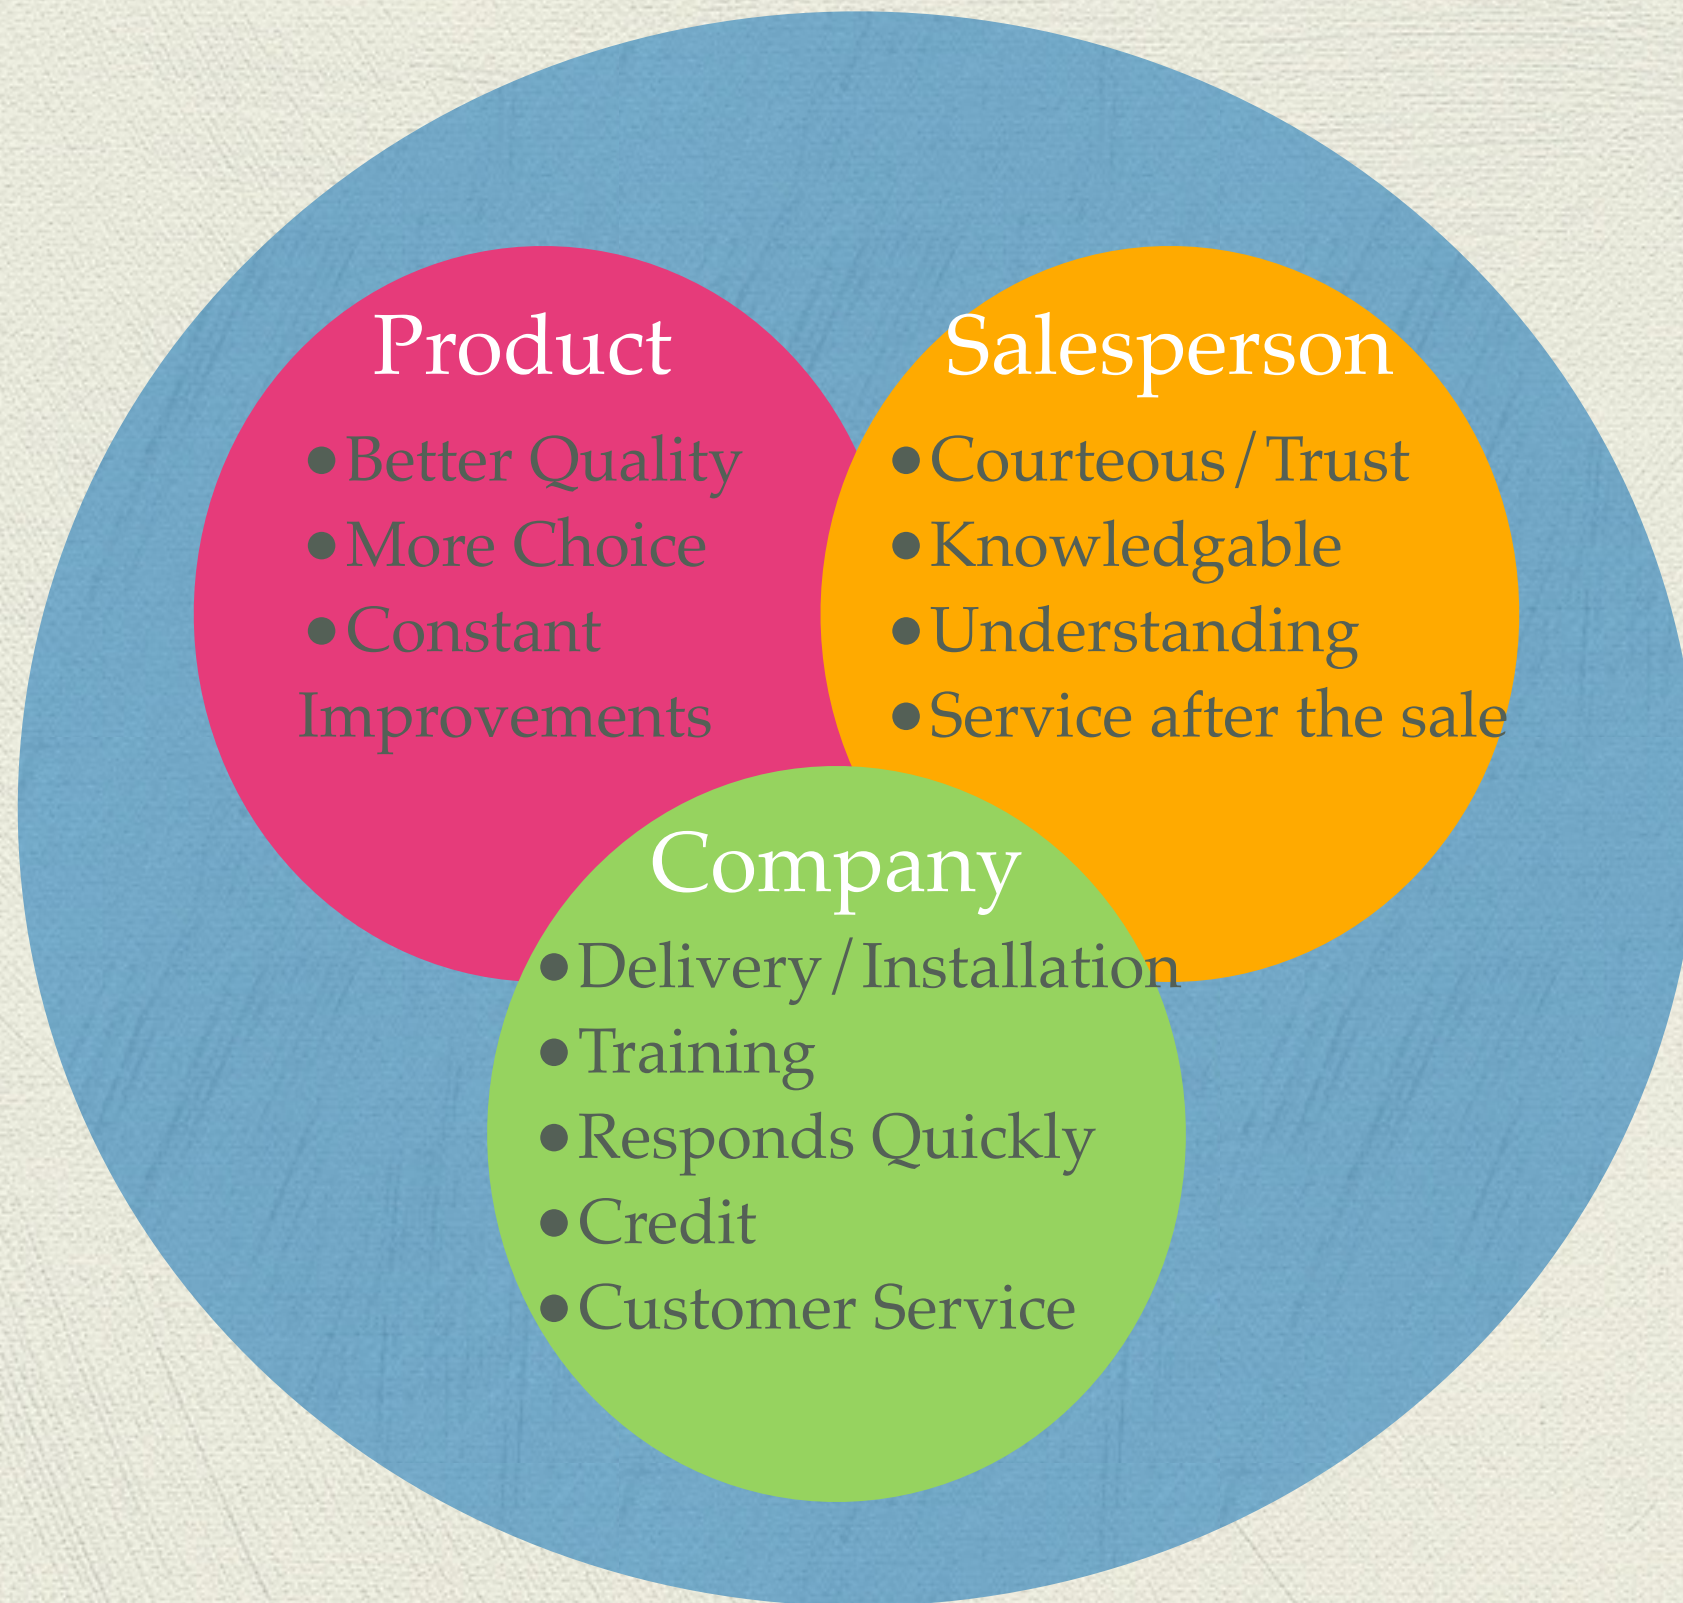 Product
• Better Quality
• More Choice
• Constant
Improvements
Salesperson
• Courteous/Trust
• Knowledgable
• Understanding
• Service after the sale
Company
• Delivery/Installation
• Training
• Responds Quickly
• Credit
• Customer Service